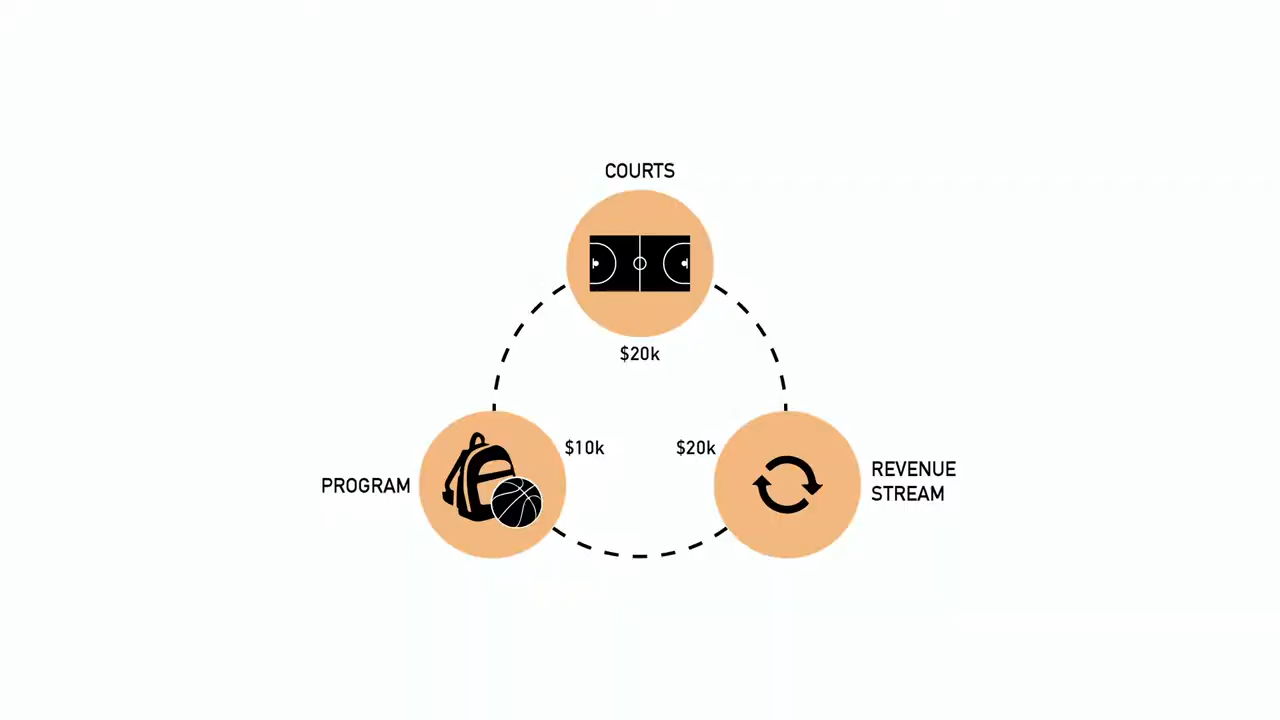 COURTS
$20k
$10k
$20k
PROGRAM
REVENUE
STREAM